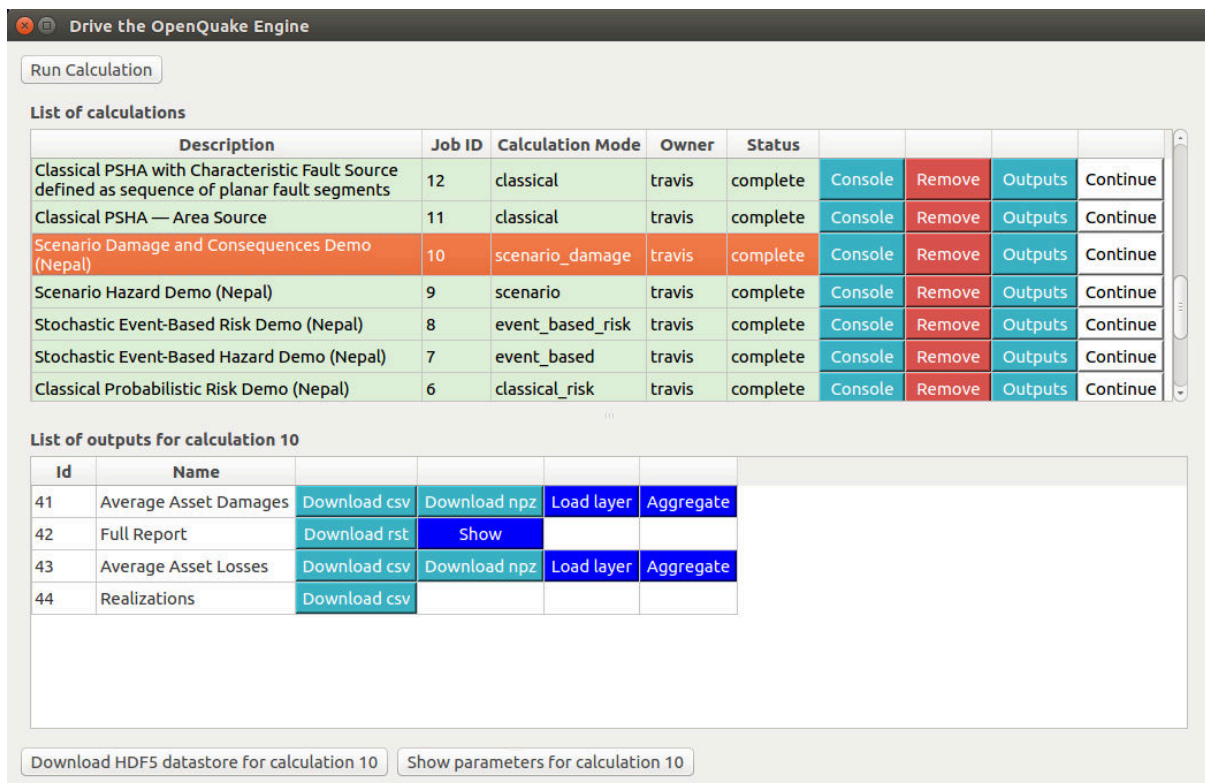 Drive the OpenQuake Engine
Run Calculation
List of calculations
Description Job ID Calculation Mode Owner Status
Classical PSHA with Characteristic Fault Source
defined as sequence of planar fault segments 12 classical travis complete Console Remove Outputs Continue
Classical PSHA — Area Source 11 classical travis complete Console Remove Outputs Continue
Scenario Damage and Consequences Demo
(Nepal) 10 scenario_damage travis complete Console Remove Outputs Continue
Scenario Hazard Demo (Nepal) 9 scenario travis complete Console Remove Outputs Continue
Stochastic Event-Based Risk Demo (Nepal) 8 event_based_risk travis complete Console Remove Outputs Continue
Stochastic Event-Based Hazard Demo (Nepal) 7 event_based travis complete Console Remove Outputs Continue
Classical Probabilistic Risk Demo (Nepal) 6 classical_risk travis complete Console Remove Outputs Continue
List of outputs for calculation 10
Id Name
41 Average Asset Damages Download csv Download npz Load layer Aggregate
42 Full Report Download rst Show
43 Average Asset Losses Download csv Download npz Load layer Aggregate
44 Realizations Download csv
Download HDF5 datastore for calculation 10 Show parameters for calculation 10